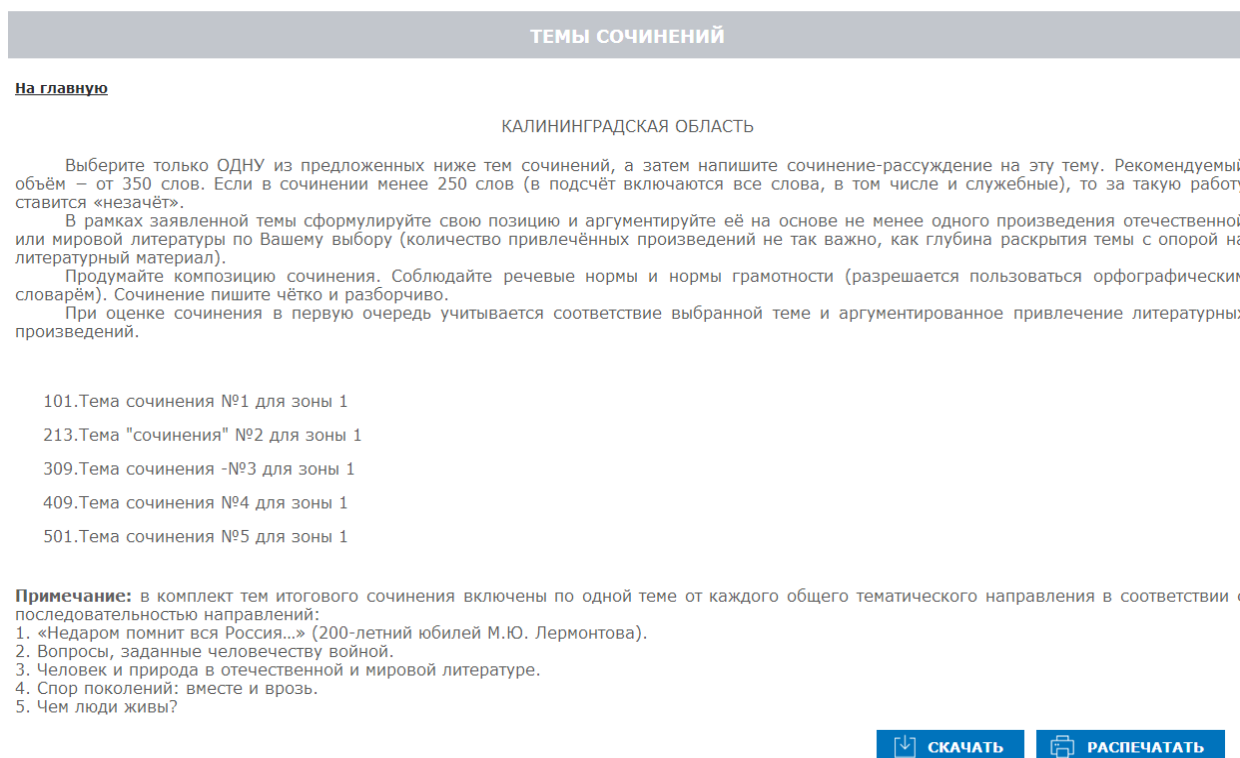 ТЕМЫ СОЧИНЕНИЙ
На главную
КАЛИНИНГРАДСКАЯ ОБЛАСТЬ
Выберите только ОДНУ из предложенных ниже тем сочинений, а затем напишите сочинение-рассуждение на эту тему. Рекомендуемый
объём – от 350 слов. Если в сочинении менее 250 слов (в подсчёт включаются все слова, в том числе и служебные), то за такую работу
ставится «незачёт».
В рамках заявленной темы сформулируйте свою позицию и аргументируйте её на основе не менее одного произведения отечественной
или мировой литературы по Вашему выбору (количество привлечённых произведений не так важно, как глубина раскрытия темы с опорой на
литературный материал).
Продумайте композицию сочинения. Соблюдайте речевые нормы и нормы грамотности (разрешается пользоваться орфографическим
словарём). Сочинение пишите чётко и разборчиво.
При оценке сочинения в первую очередь учитывается соответствие выбранной теме и аргументированное привлечение литературных
произведений.
101.Тема сочинения №1 для зоны 1
213.Тема "сочинения" №2 для зоны 1
309.Тема сочинения -№3 для зоны 1
409.Тема сочинения №4 для зоны 1
501.Тема сочинения №5 для зоны 1
Примечание: в комплект тем итогового сочинения включены по одной теме от каждого общего тематического направления в соответствии с
последовательностью направлений:
1. «Недаром помнит вся Россия…» (200-летний юбилей М.Ю. Лермонтова).
2. Вопросы, заданные человечеству войной.
3. Человек и природа в отечественной и мировой литературе.
4. Спор поколений: вместе и врозь.
5. Чем люди живы?
СКАЧАТЬ РАСПЕЧАТАТЬ